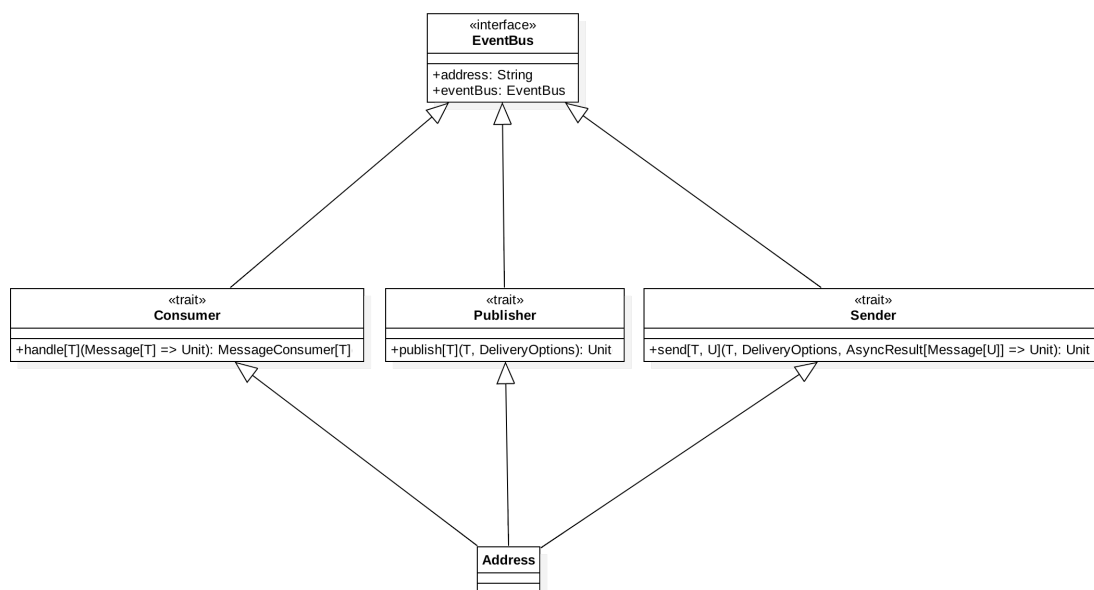 «interface»
EventBus
+address: String
+eventBus: EventBus
«trait»
Consumer
+handle[T](Message[T] => Unit): MessageConsumer[T]
«trait»
Publisher
+publish[T](T, DeliveryOptions): Unit
«trait»
Sender
+send[T, U](T, DeliveryOptions, AsyncResult[Message[U]] => Unit): Unit
Address